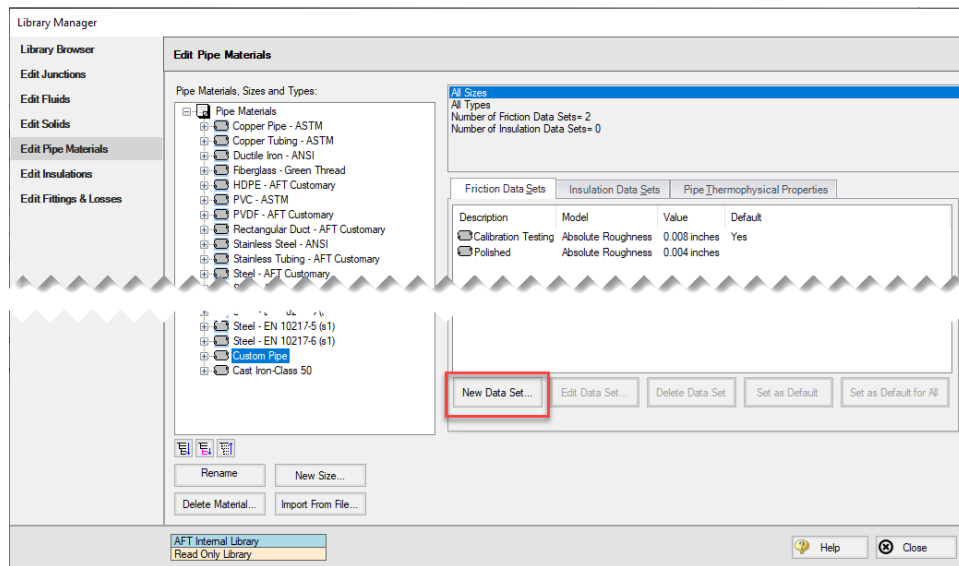 Library Manager
Library Browser
Edit Junctions
Edit Fluids
Edit Solids
Edit Pipe Materials
Edit Insulations
Edit Fittings & Losses
Edit Pipe Materials
Pipe Materials, Sizes and Types:
Pipe Materials
Copper Pipe - ASTM
Copper Tubing - ASTM
Ductile Iron - ANSI
Fiberglass - Green Thread
HDPE - AFT Customary
PVC - ASTM
PVDF - AFT Customary
Rectangular Duct - AFT Customary
Stainless Steel - ANSI
Stainless Tubing - AFT Customary
Steel - AFT Customary
Steel - EN 10217-5 (s1)
Steel - EN 10217-6 (s1)
Custom Pipe
Cast Iron-Class 50
Rename
New Size...
Delete Material...
Import From File...
All Sizes
All Types
Number of Friction Data Sets= 2
Number of Insulation Data Sets= 0
Friction Data Sets Insulation Data Sets Pipe Thermophysical Properties
Description Model Value Default
Calibration Testing Absolute Roughness 0.008 inches Yes
Polished Absolute Roughness 0.004 inches
New Data Set... Edit Data Set... Delete Data Set Set as Default Set as Default for All
AFT Internal Library
Read Only Library
Help
Close